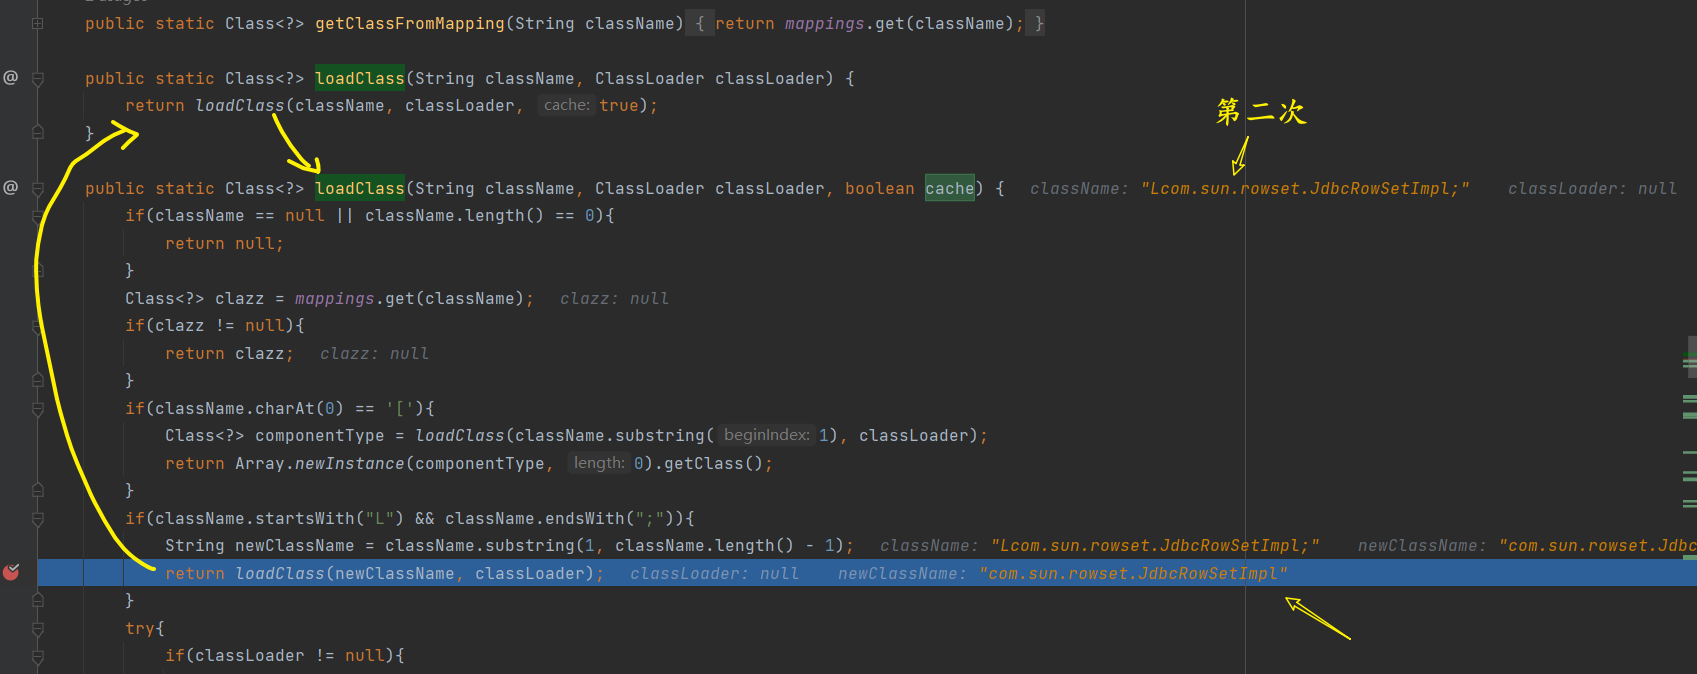 public static Class<?> getClassFromMapping(String className) { return mappings.get(className); }
@ public static Class<?> loadClass(String className, ClassLoader classLoader) {
return loadClass(className, classLoader, cache: true);
}
第二次
@ public static Class<?> loadClass(String className, ClassLoader classLoader, boolean cache) { className: "Lcom.sun.rowset.JdbcRowSetImpl;" classLoader: null
if(className == null || className.length() == 0){
return null;
}
Class<?> clazz = mappings.get(className); clazz: null
if(clazz != null){
return clazz; clazz: null
}
if(className.charAt(0) == '['){
Class<?> componentType = loadClass(className.substring( beginIndex: 1), classLoader);
return Array.newInstance(componentType, length: 0).getClass();
}
if(className.startsWith("L") && className.endsWith(";")){
String newClassName = className.substring(1, className.length() - 1); className: "Lcom.sun.rowset.JdbcRowSetImpl;" newClassName: "com.sun.rowset.Jdbc
return loadClass(newClassName, classLoader); classLoader: null newClassName: "com.sun.rowset.JdbcRowSetImpl"
}
try{
if(classLoader != null){